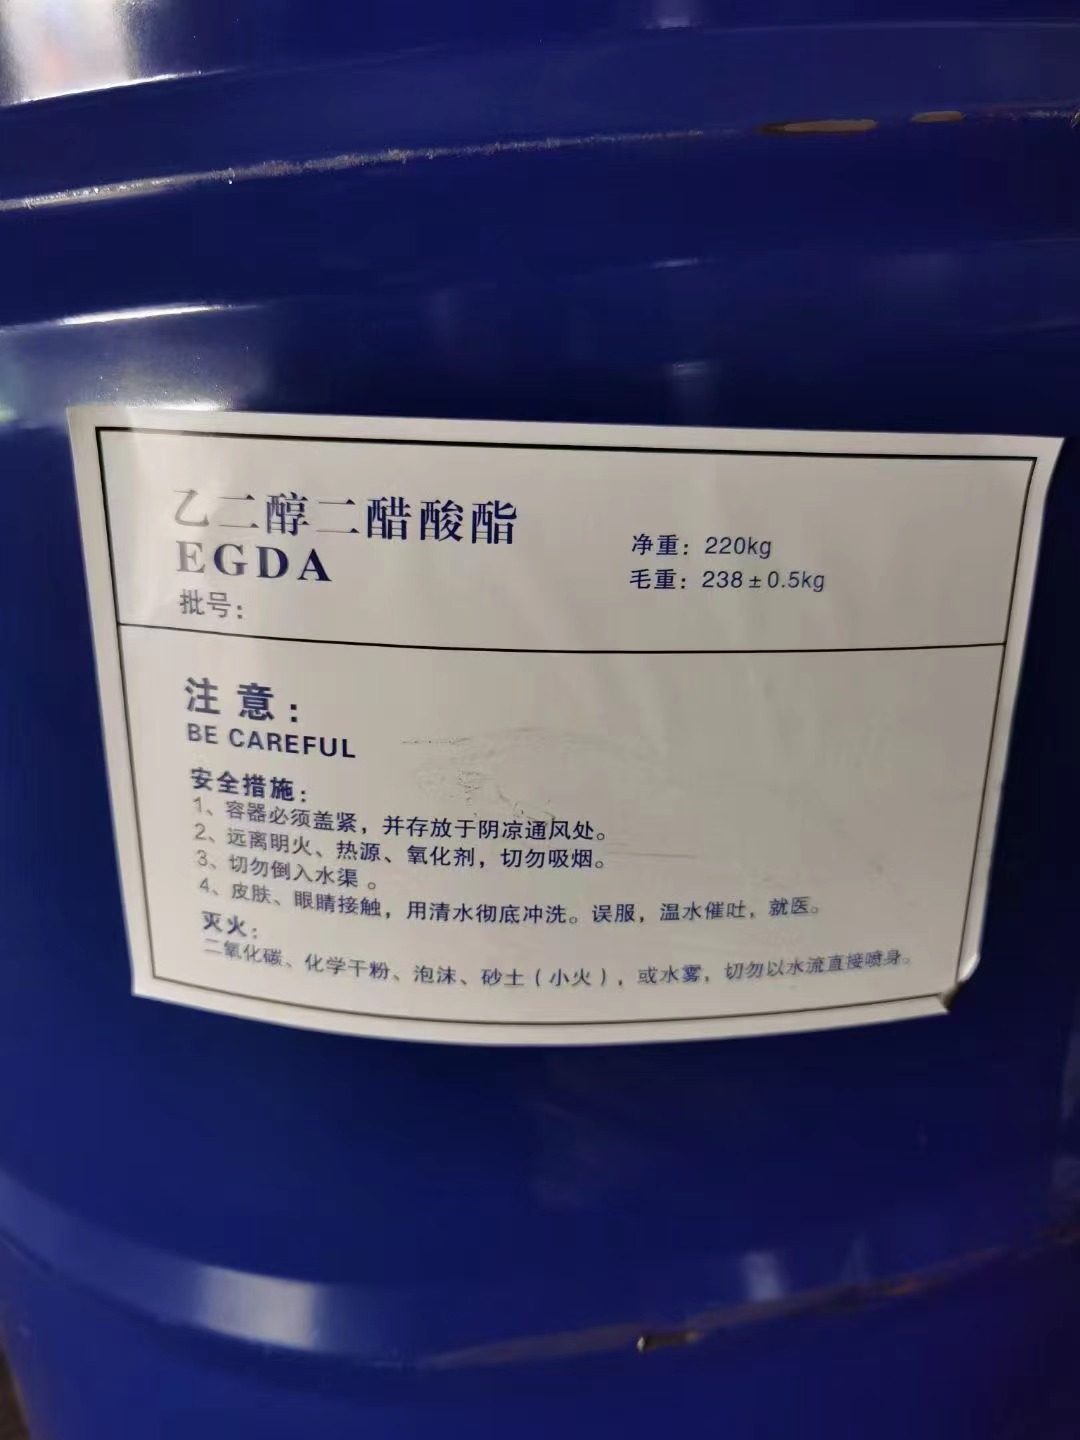 乙二醇二醋酸酯
EGDA
批号：
净重：220kg
毛重：238±0.5kg
注意：
BE CAREFUL
安全措施：
1、容器必须盖紧，并存放于阴凉通风处。
2、远离明火、热源、氧化剂，切勿吸烟。
3、切勿倒入水渠。
4、皮肤、眼睛接触，用清水彻底冲洗。误服，温水催吐，就医。
灭火：
二氧化碳、化学干粉、泡沫、砂土（小火），或水雾，切勿以水流直接喷身。